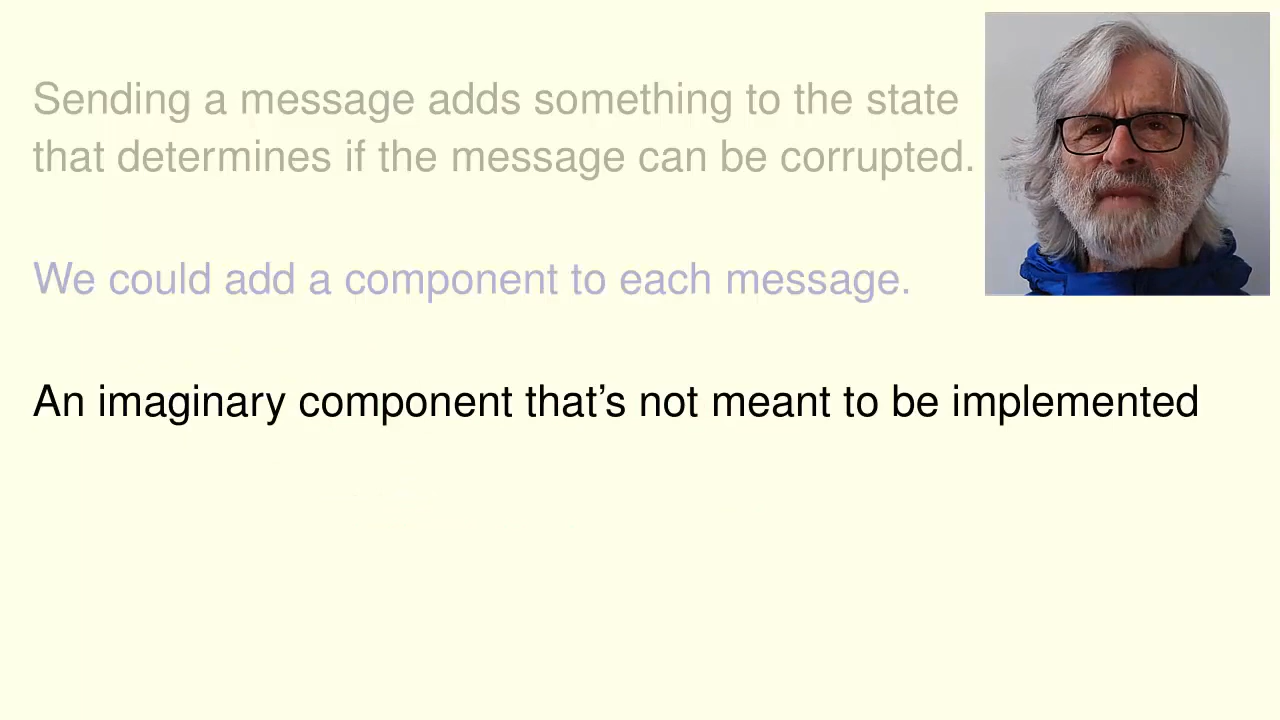 Sending a message adds something to the state
that determines if the message can be corrupted.
We could add a component to each message.
An imaginary component that’s not meant to be implemented